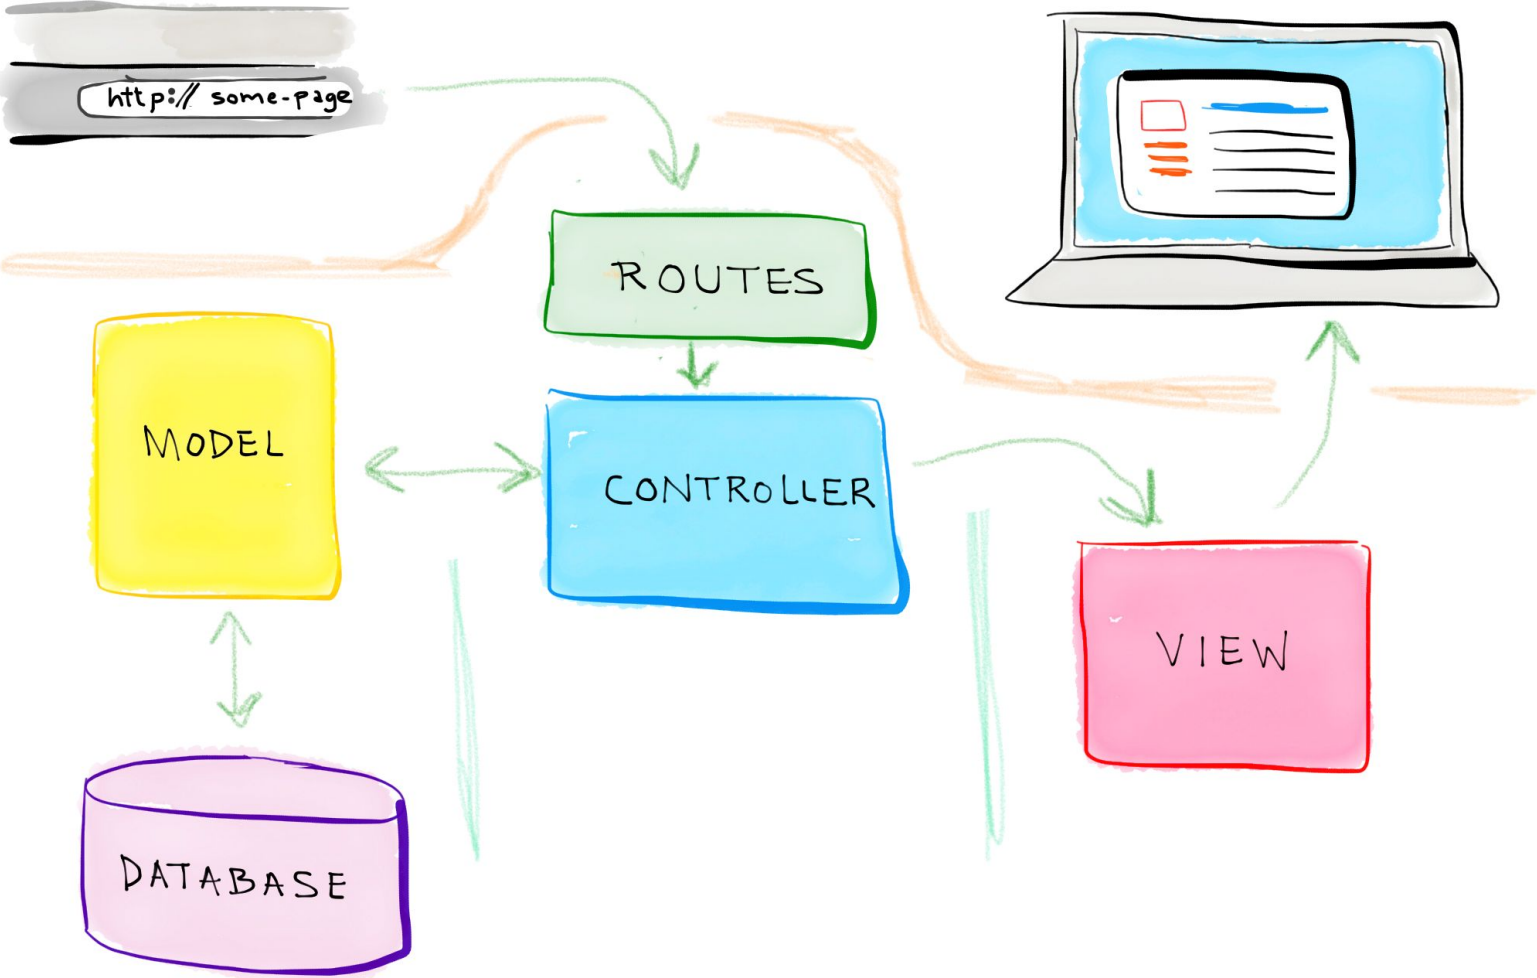 http:// some-page
ROUTES
MODEL
CONTROLLER
VIEW
DATABASE